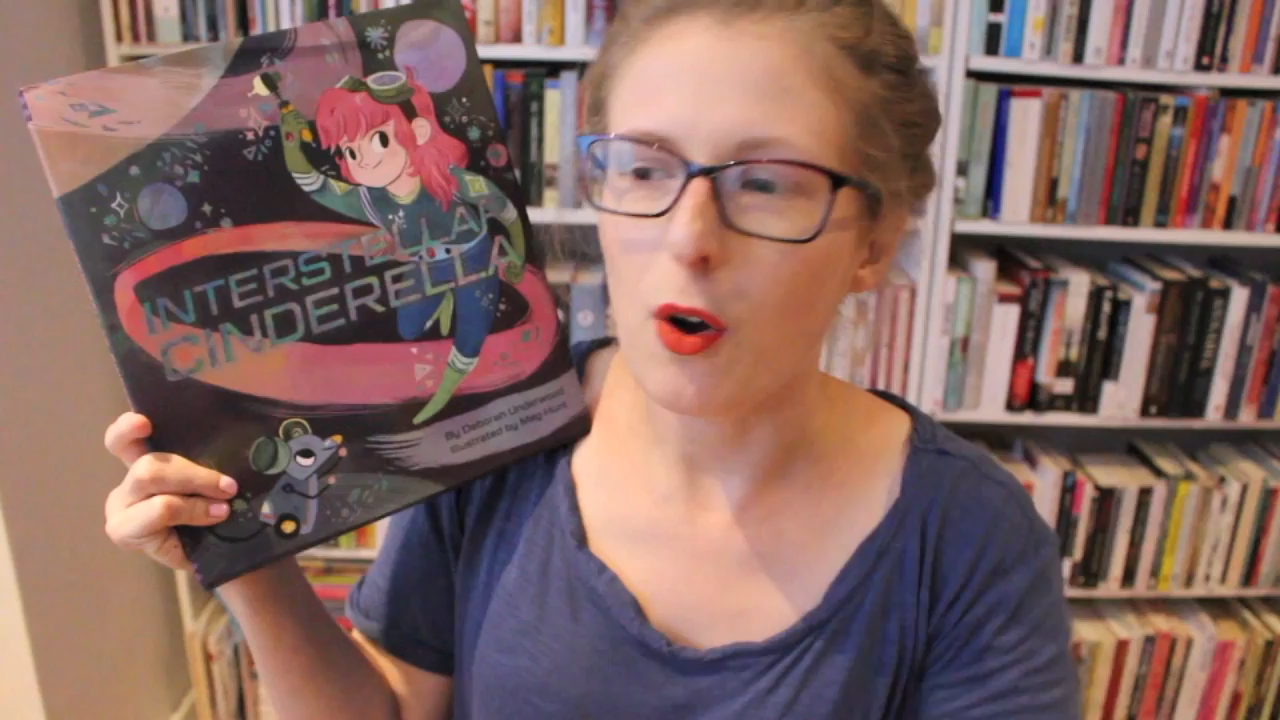 INTERSTELLAR
CINDERELLA
By Deborah Underwood
Illustrated by Meg Hunt